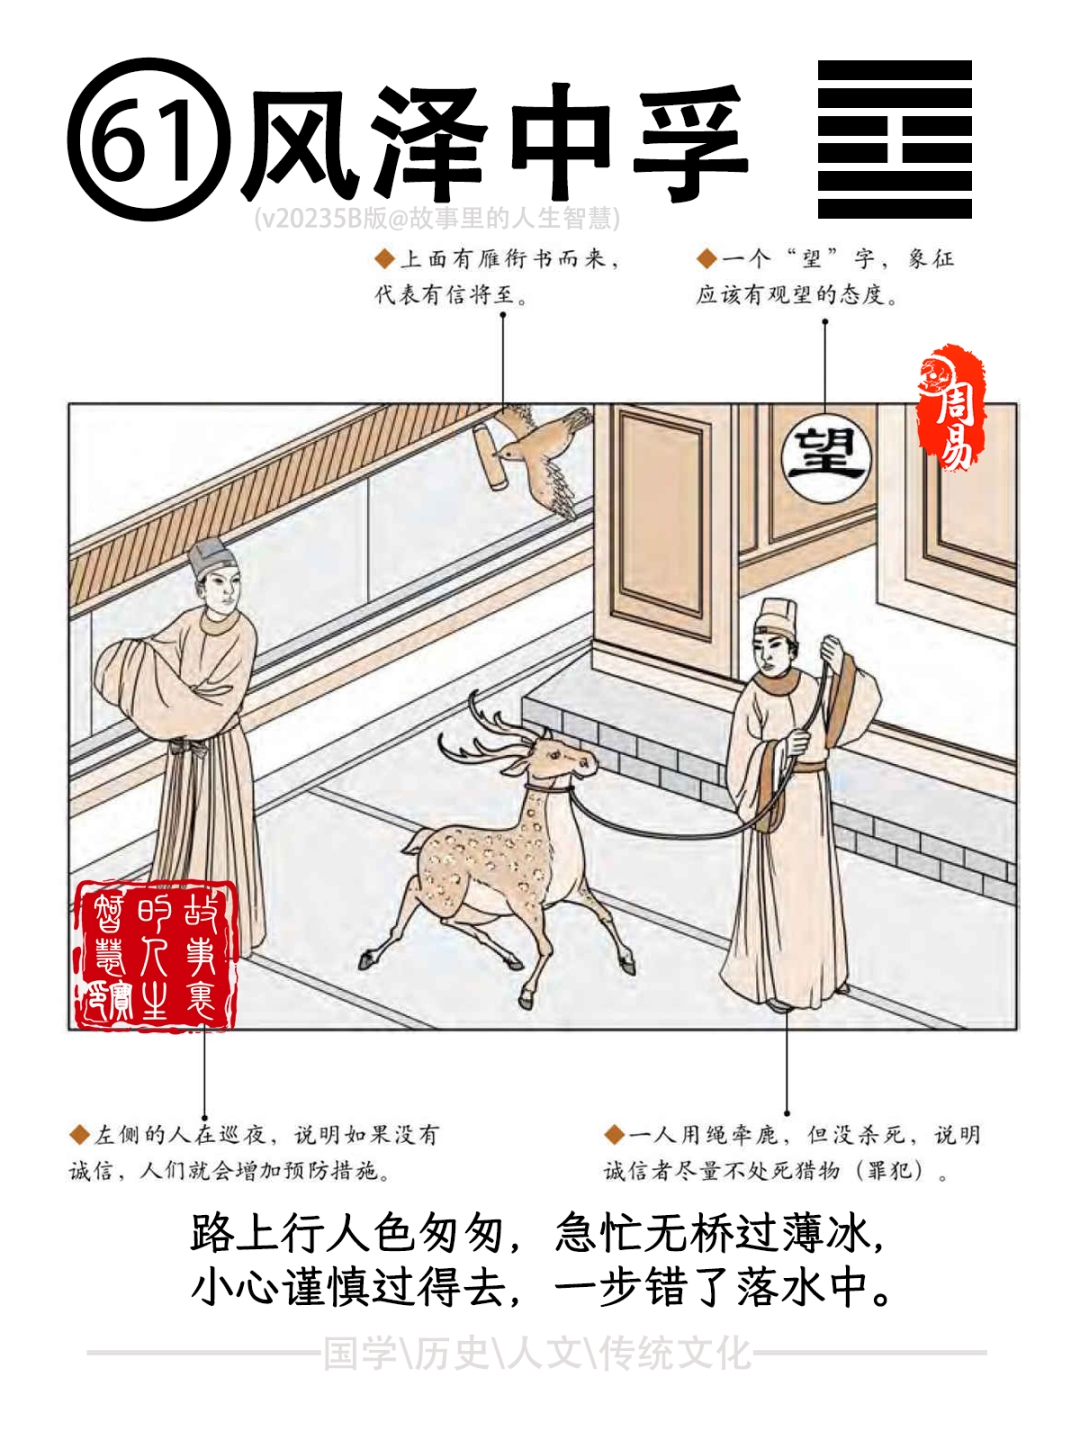 61 风泽中孚
(v20235B版@故事里的人生智慧)
◆上面有雁衔书而来，
代表有信将至。
◆一个“望”字，象征
应该有观望的态度。
周易
望
故事裏
的人生
智慧寶印
◆左侧的人在巡夜，说明如果没有
诚信，人们就会增加预防措施。
◆一人用绳牵鹿，但没杀死，说明
诚信者尽量不处死猎物（罪犯）。
路上行人色匆匆，急忙无桥过薄冰，
小心谨慎过得去，一步错了落水中。
国学\历史\人文\传统文化